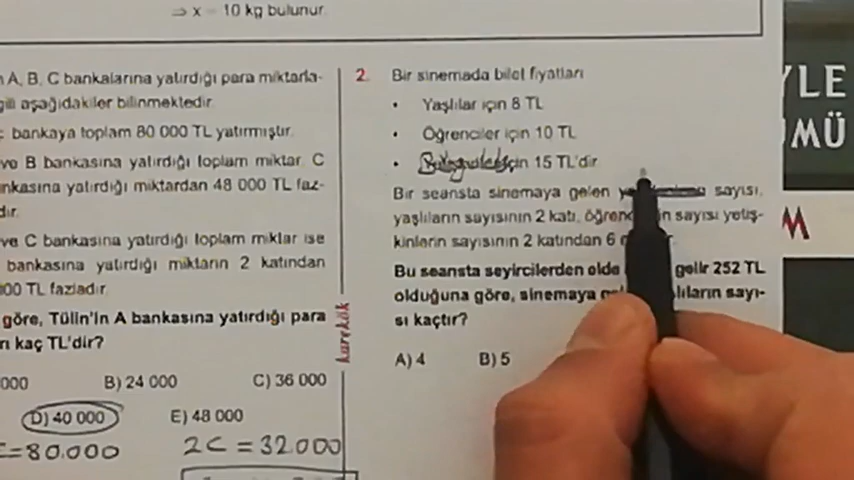 ⇒ x = 10 kg bulunur
A, B, C bankalarına yatırdığı para miktarla-
gili aşağıdakiler bilinmektedir.
bankaya toplam 80 000 TL yatırmıştır.
ve B bankasına yatırdığı toplam miktar, C
nkasına yatırdığı miktardan 48 000 TL faz-
dır.
ve C bankasına yatırdığı toplam miktar ise
bankasına yatırdığı miktarın 2 katından
000 TL fazladır.
göre, Tülin'in A bankasına yatırdığı para
rı kaç TL'dir?
000 B) 24 000 C) 36 000
D) 40 000 E) 48 000
=80.000 2C = 32.000
karekök
2. Bir sinemada bilet fiyatları
• Yaşlılar için 8 TL
• Öğrenciler için 10 TL
• için 15 TL'dir
Bir seansta sinemaya gelen sayısı,
yaşlıların sayısının 2 katı, öğrenc in sayısı yetiş-
kinlerin sayısının 2 katından 6
Bu seansta seyircilerden elde gelir 252 TL
olduğuna göre, sinemaya lıların sayı-
sı kaçtır?
A) 4 B) 5
YLE
MÜ
M